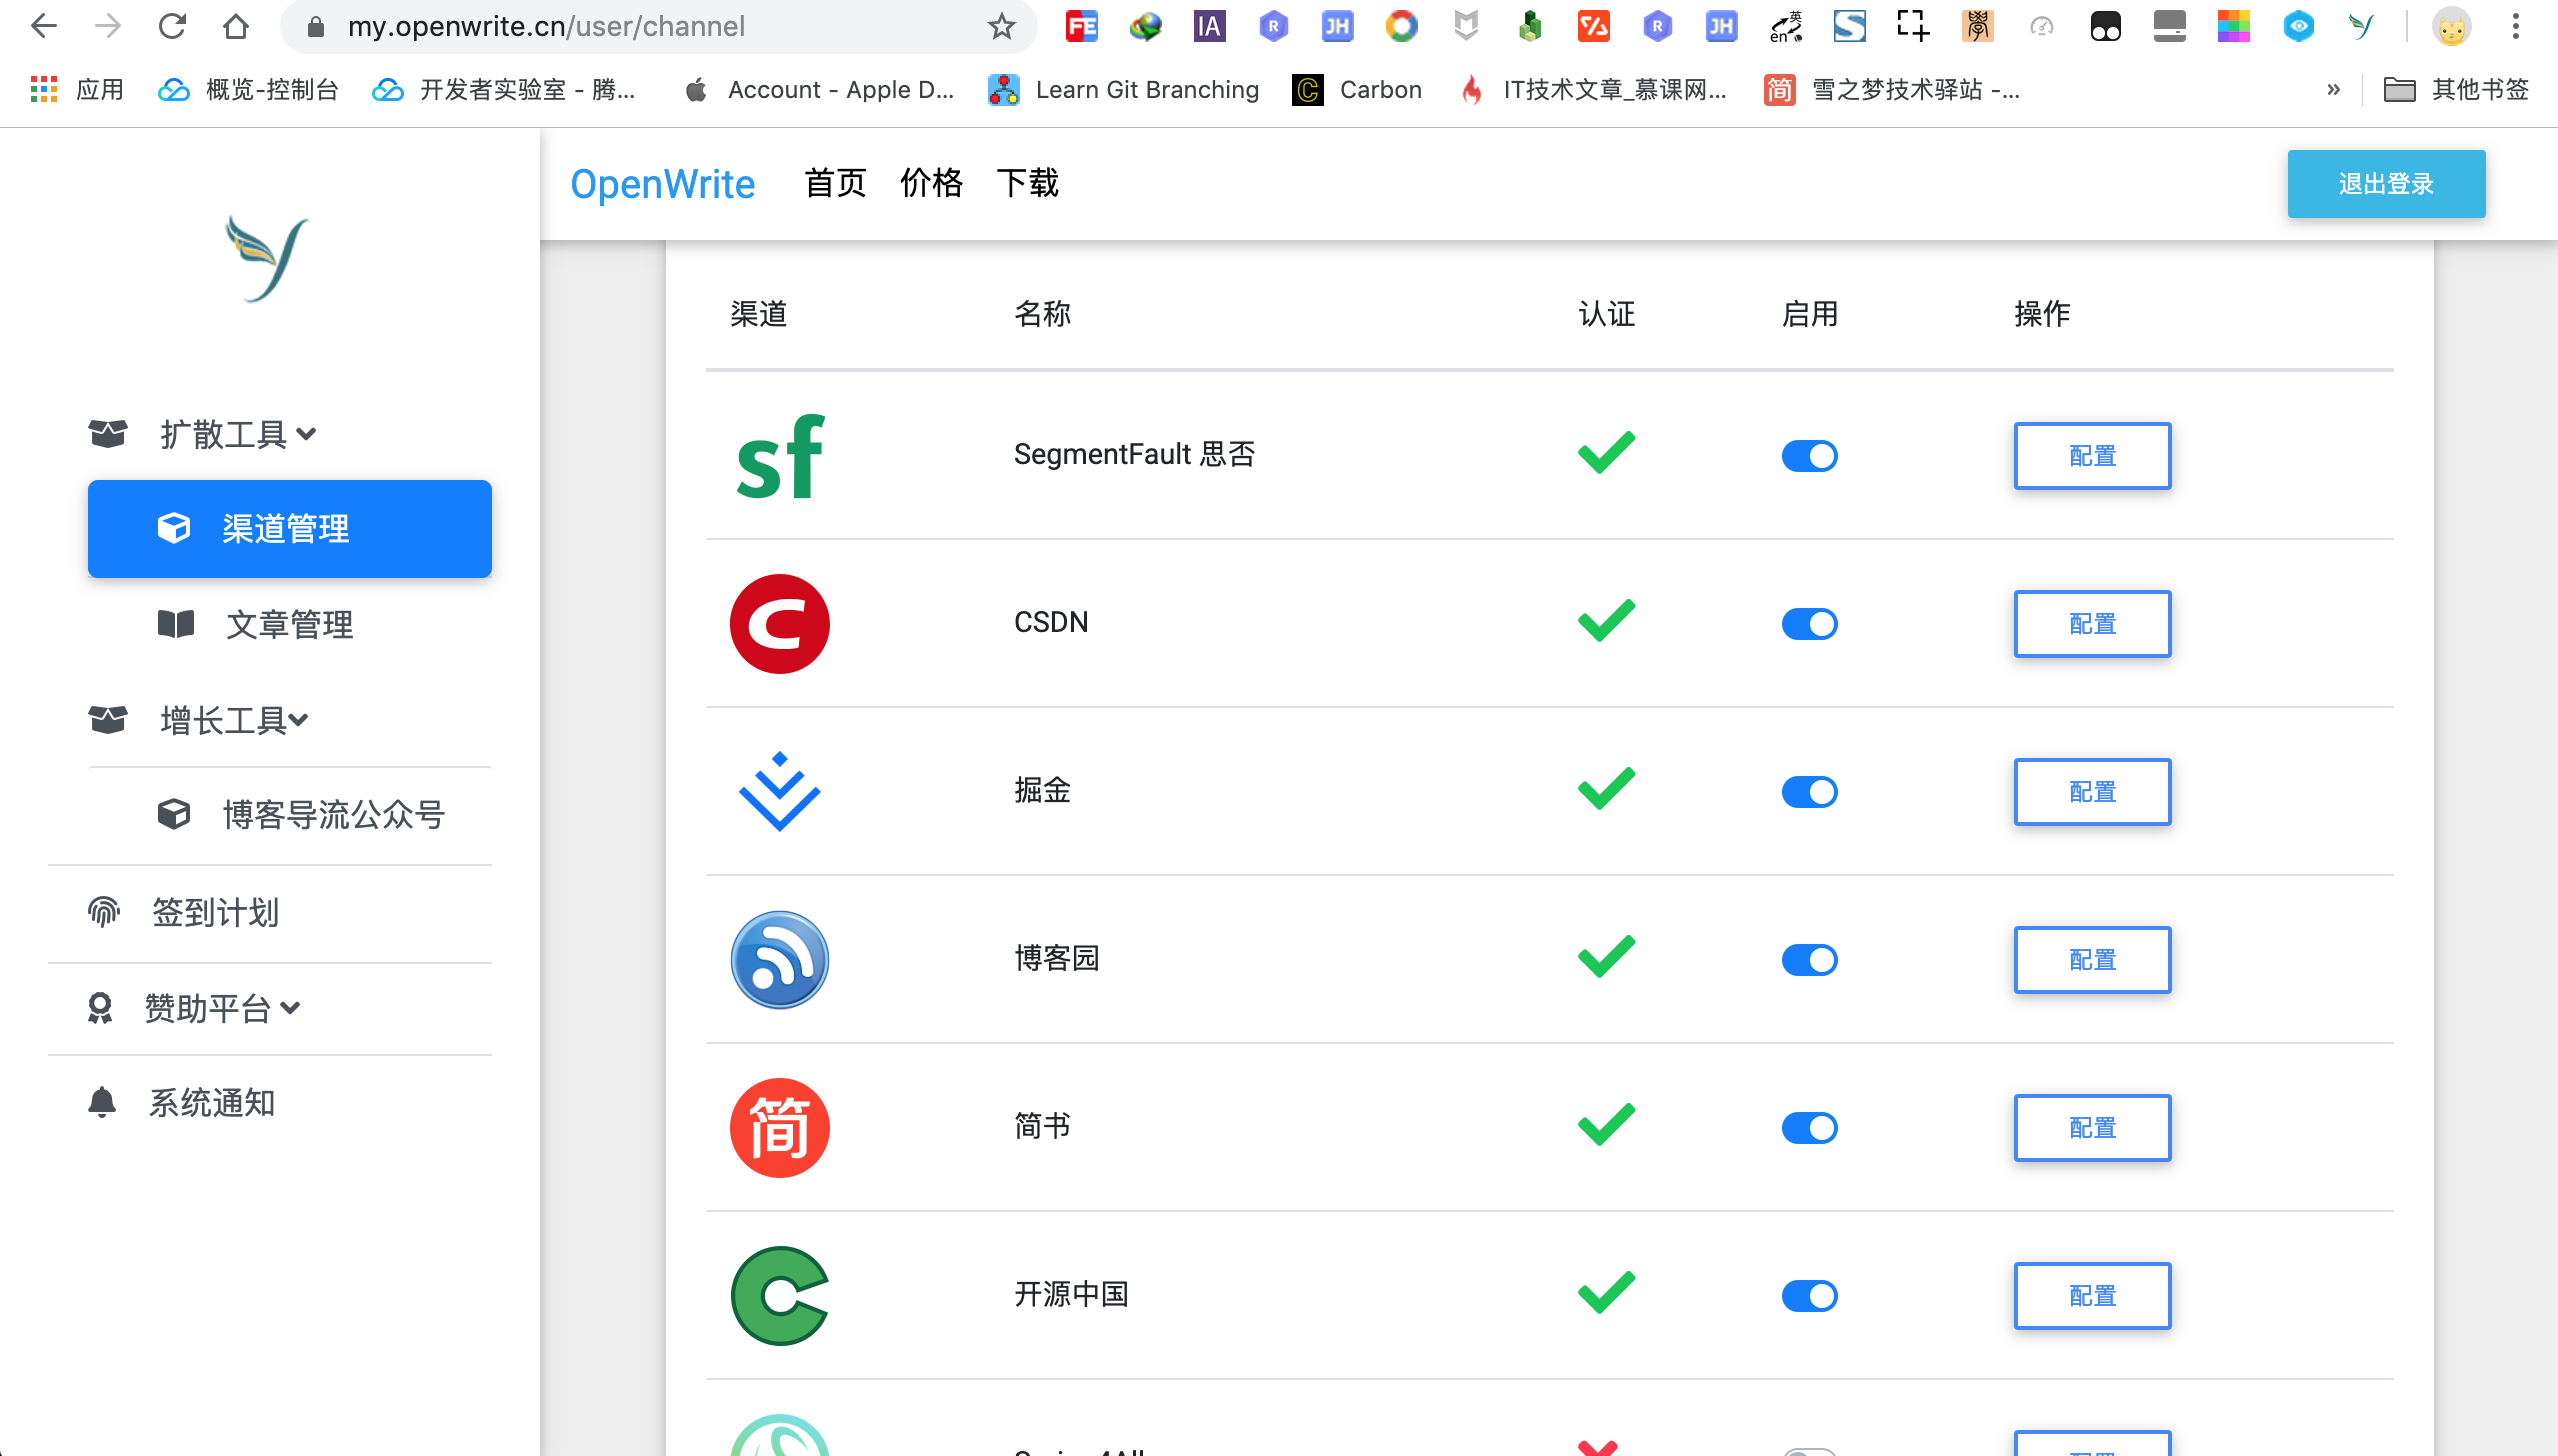 my.openwrite.cn/user/channel
应用
概览-控制台
开发者实验室 - 腾...
Account - Apple D...
Learn Git Branching
Carbon
IT技术文章_慕课网...
雪之梦技术驿站 -...
»
其他书签
OpenWrite
首页
价格
下载
退出登录
扩散工具
渠道管理
文章管理
增长工具
博客导流公众号
签到计划
赞助平台
系统通知
渠道 名称 认证 启用 操作
sf SegmentFault 思否 配置
C CSDN 配置
掘金 配置
博客园 配置
简 简书 配置
C 开源中国 配置